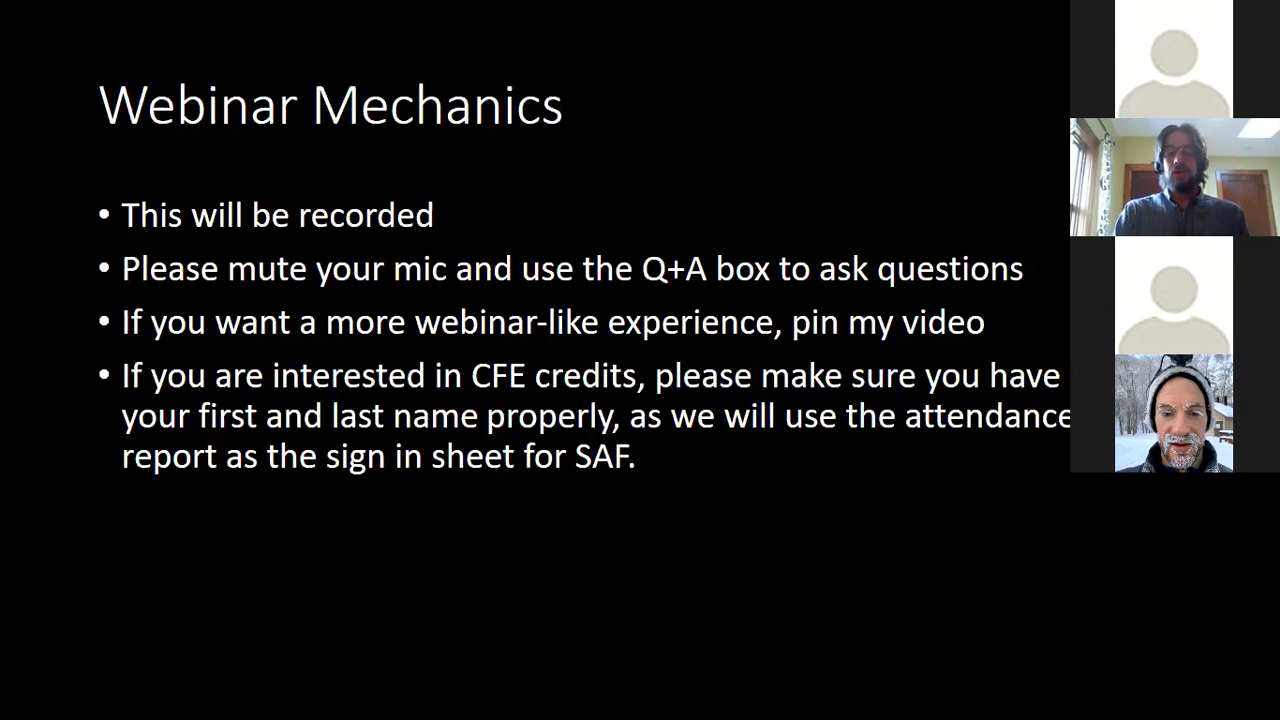 Webinar Mechanics
• This will be recorded
• Please mute your mic and use the Q+A box to ask questions
• If you want a more webinar-like experience, pin my video
• If you are interested in CFE credits, please make sure you have
your first and last name properly, as we will use the attendance
report as the sign in sheet for SAF.